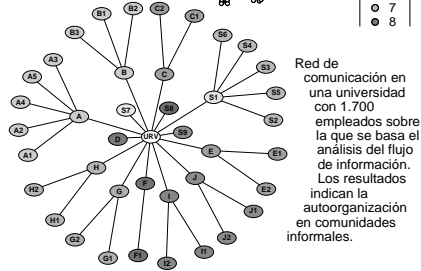 7
8
B1
B2
C2
C1
B3
S6
S4
A3
B
C
S3
A5
S1
S5
A4
S7
S8
A
S2
A2
D
URV
S9
A1
E
E1
H
J
H2
G
F
I
E2
H1
J1
G2
J2
G1
F1
I2
I1
Red de
comunicación en
una universidad
con 1.700
empleados sobre
la que se basa el
análisis del flujo
de información.
Los resultados
indican la
autoorganización
en comunidades
informales.